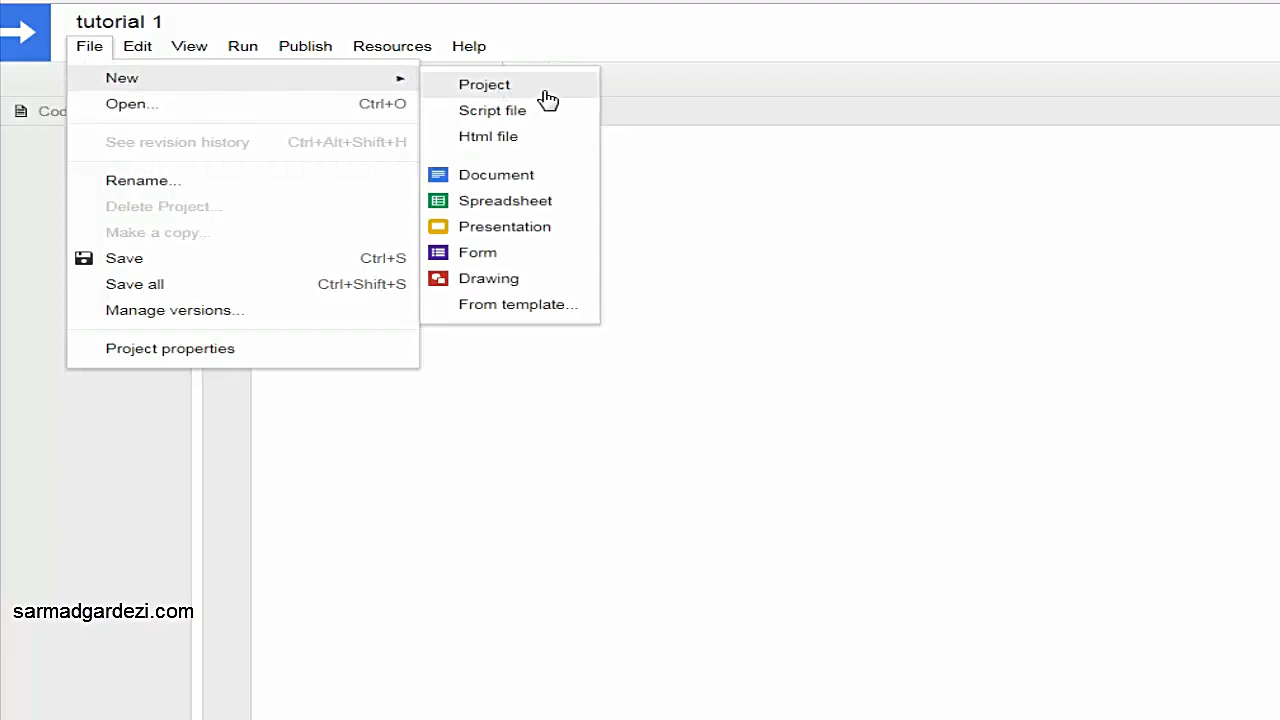 tutorial 1
File Edit View Run Publish Resources Help
New
Open... Ctrl+O
See revision history Ctrl+Alt+Shift+H
Rename...
Delete Project...
Make a copy...
Save Ctrl+S
Save all Ctrl+Shift+S
Manage versions...
Project properties
Project
Script file
Html file
Document
Spreadsheet
Presentation
Form
Drawing
From template...
Cod
sarmadgardezi.com